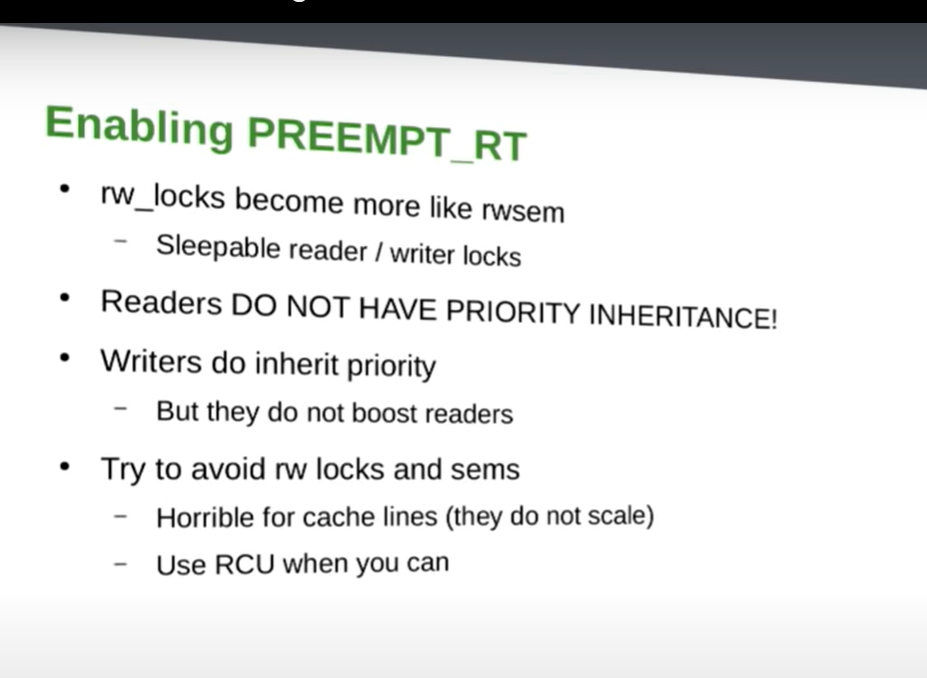 Enabling PREEMPT_RT
• rw_locks become more like rwsem
– Sleepable reader / writer locks
• Readers DO NOT HAVE PRIORITY INHERITANCE!
• Writers do inherit priority
– But they do not boost readers
• Try to avoid rw locks and sems
– Horrible for cache lines (they do not scale)
– Use RCU when you can